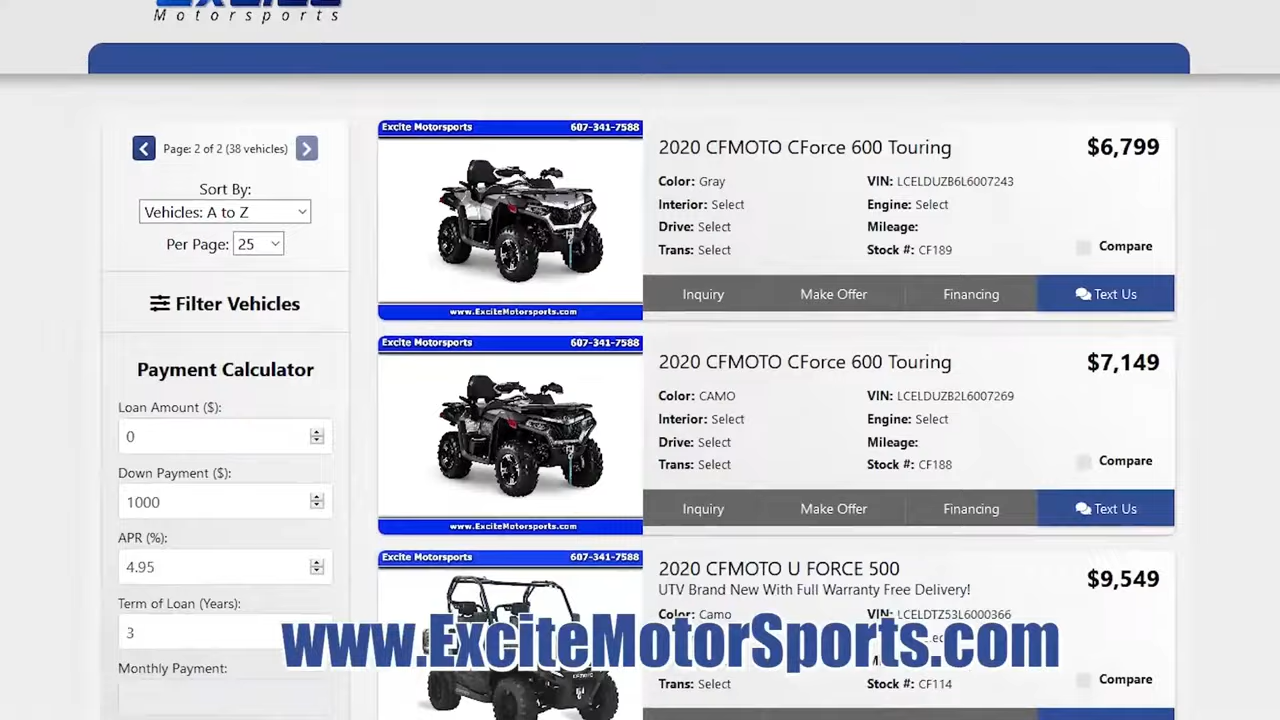 Motorsports
Page: 2 of 2 (38 vehicles)
Sort By:
Vehicles: A to Z
Per Page: 25
Filter Vehicles
Payment Calculator
Loan Amount ($):
0
Down Payment ($):
1000
APR (%):
4.95
Term of Loan (Years):
3
Monthly Payment:
Excite Motorsports 607-341-7588
www.ExciteMotorsports.com
2020 CFMOTO CForce 600 Touring $6,799
Color: Gray VIN: LCELDUZB6L6007243
Interior: Select Engine: Select
Drive: Select Mileage:
Trans: Select Stock #: CF189 Compare
Inquiry Make Offer Financing Text Us
Excite Motorsports 607-341-7588
www.ExciteMotorsports.com
2020 CFMOTO CForce 600 Touring $7,149
Color: CAMO VIN: LCELDUZB2L6007269
Interior: Select Engine: Select
Drive: Select Mileage:
Trans: Select Stock #: CF188 Compare
Inquiry Make Offer Financing Text Us
Excite Motorsports 607-341-7588
2020 CFMOTO U FORCE 500 $9,549
UTV Brand New With Full Warranty Free Delivery!
Color: Camo VIN: LCELDTZ53L6000366
Trans: Select Stock #: CF114 Compare
www.ExciteMotorSports.com